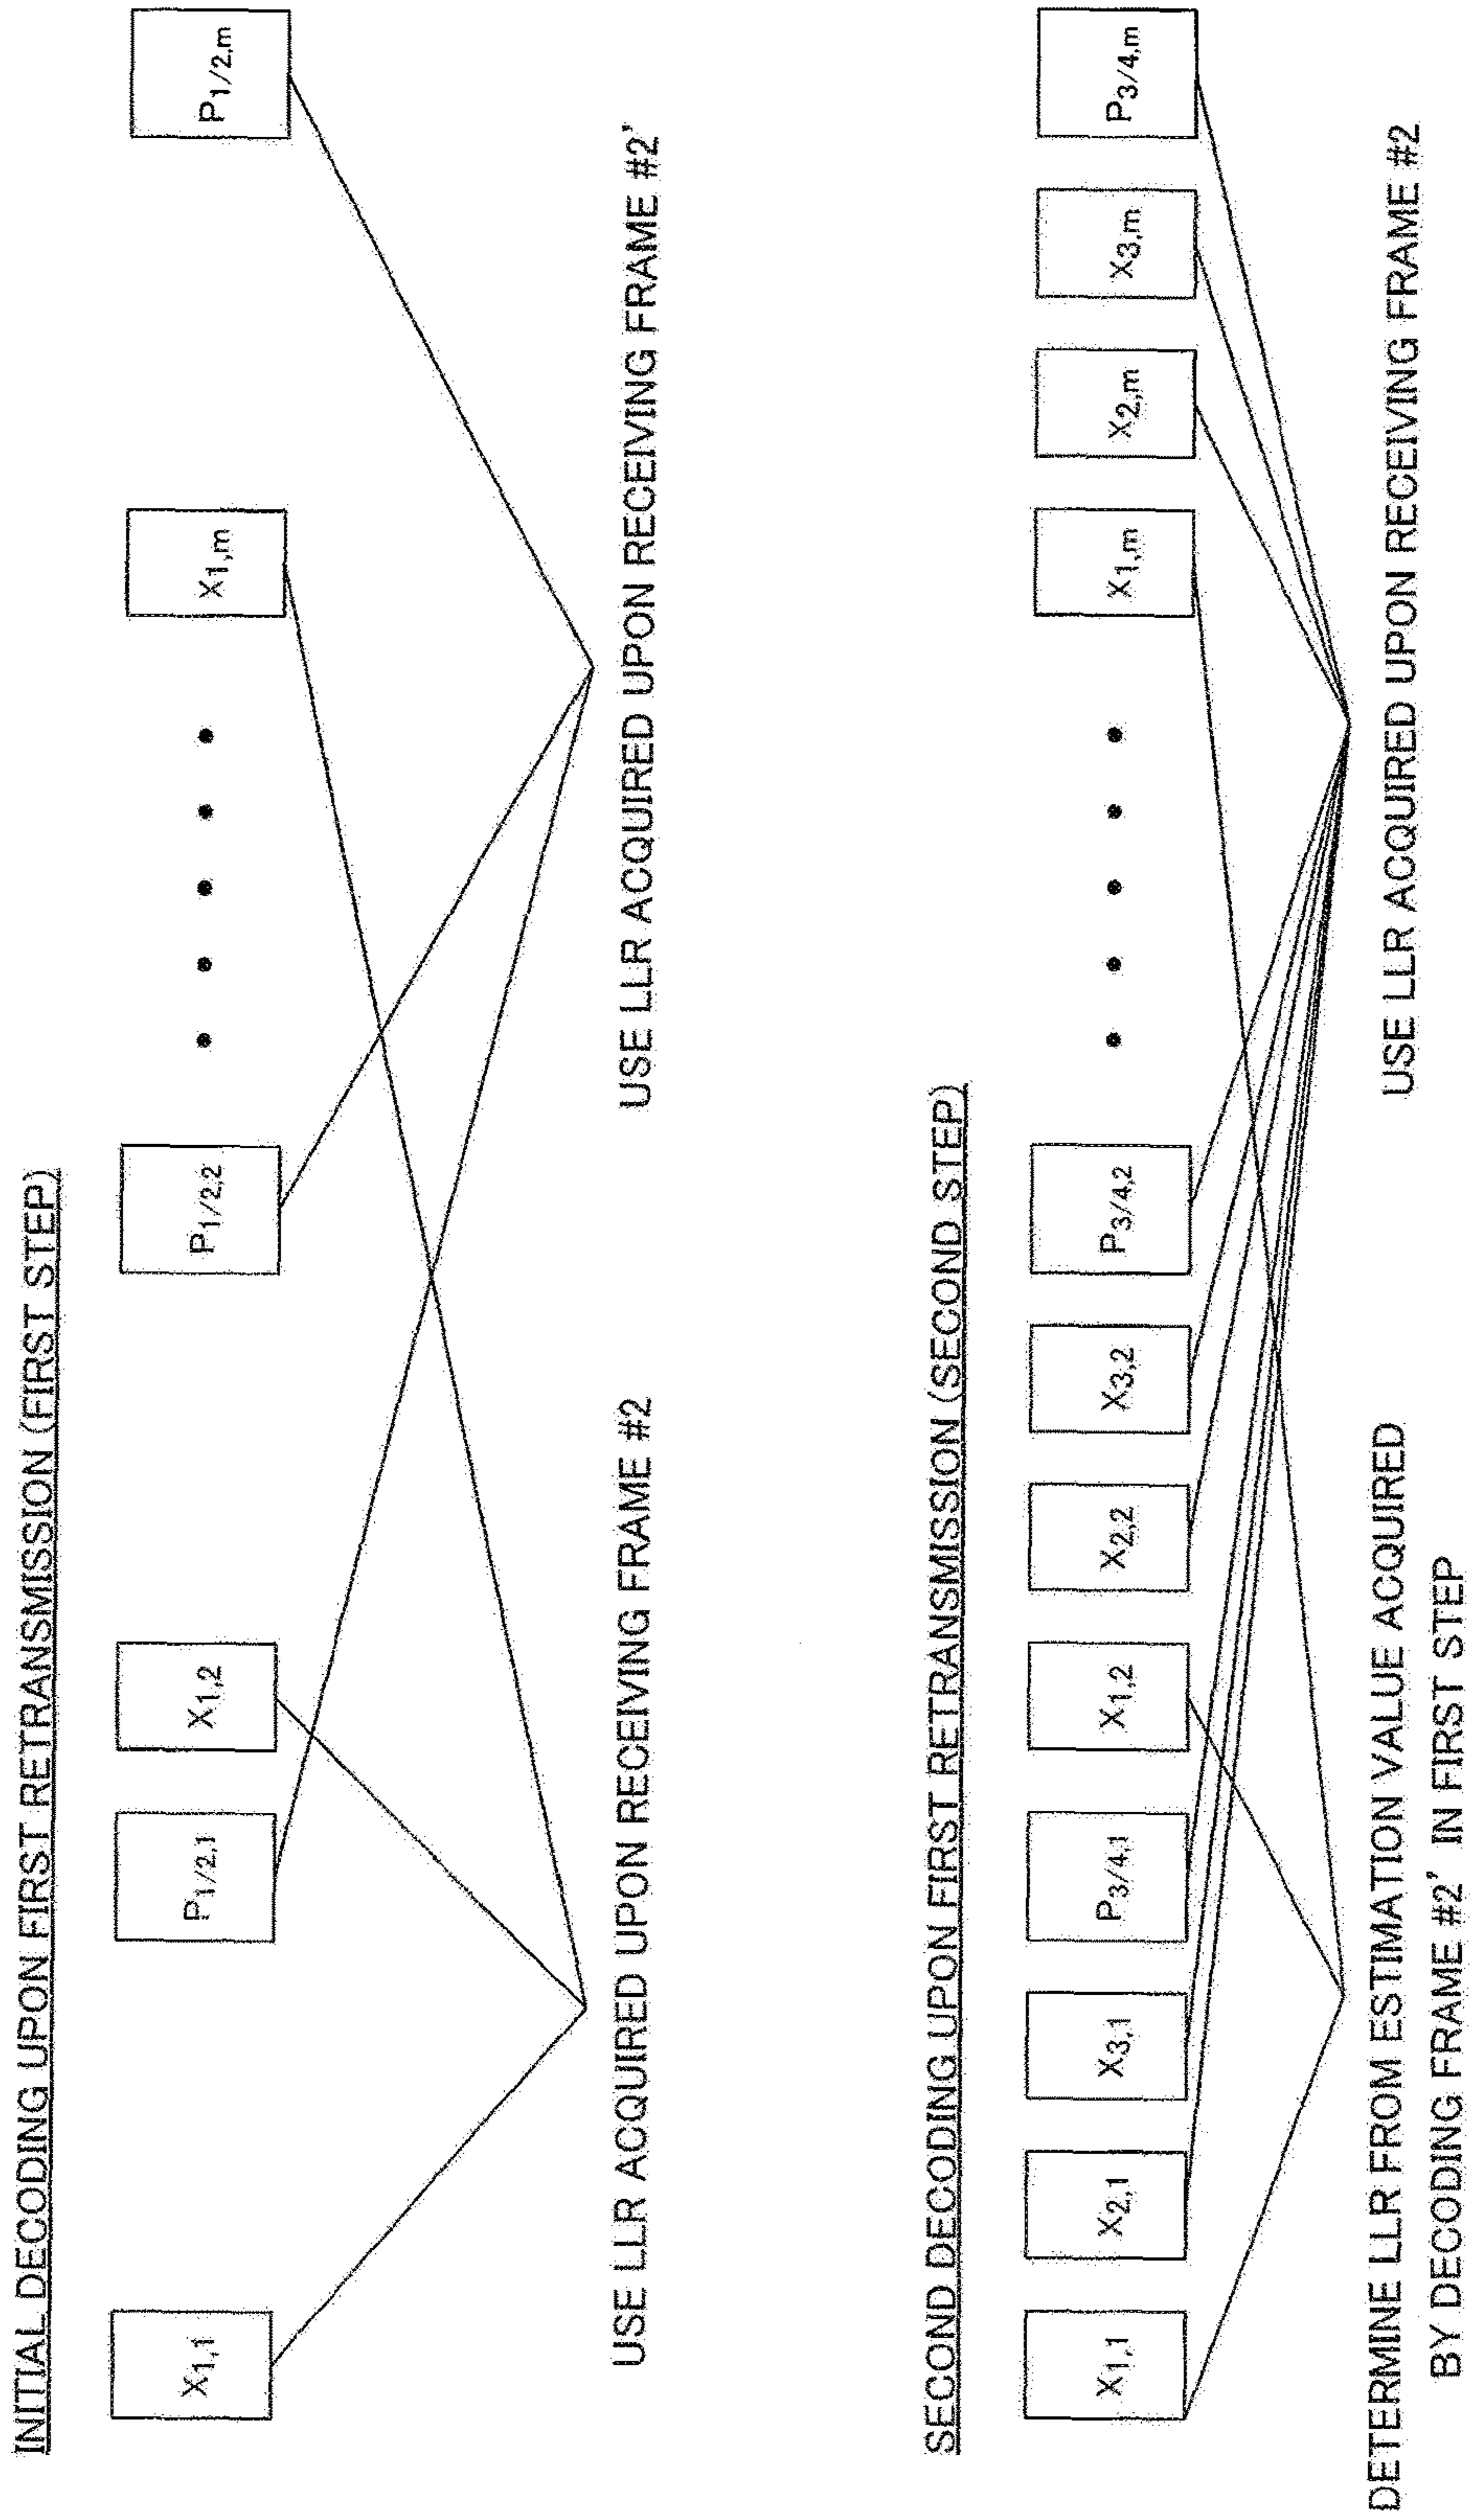 INITIAL DECODING UPON FIRST RETRANSMISSION (FIRST STEP)
X1,1 P1/2,1 X1,2 P1/2,2 X1,m P1/2,m
USE LLR ACQUIRED UPON RECEIVING FRAME #2
USE LLR ACQUIRED UPON RECEIVING FRAME #2'
SECOND DECODING UPON FIRST RETRANSMISSION (SECOND STEP)
X1,1 X2,1 X3,1 P3/4,1 X1,2 X2,2 X3,2 P3/4,2 X1,m X2,m X3,m P3/4,m
DETERMINE LLR FROM ESTIMATION VALUE ACQUIRED
BY DECODING FRAME #2' IN FIRST STEP
USE LLR ACQUIRED UPON RECEIVING FRAME #2